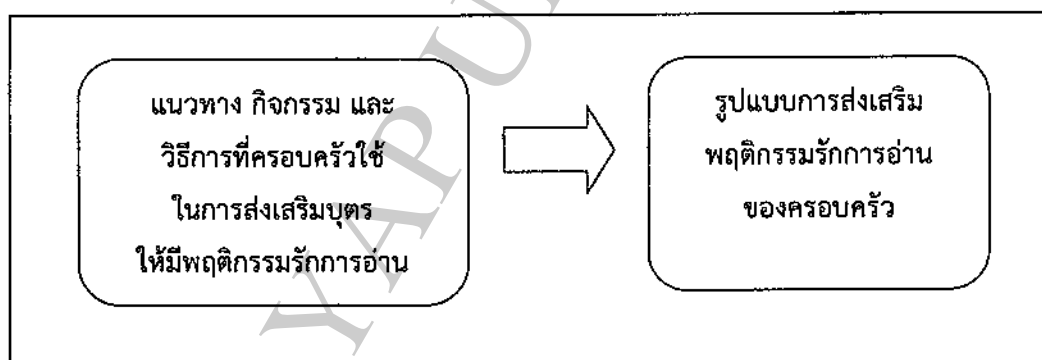 แนวทาง กิจกรรม และ
วิธีการที่ครอบครัวใช้
ในการส่งเสริมบุตร
ให้มีพฤติกรรมรักการอ่าน
รูปแบบการส่งเสริม
พฤติกรรมรักการอ่าน
ของครอบครัว
YAPU